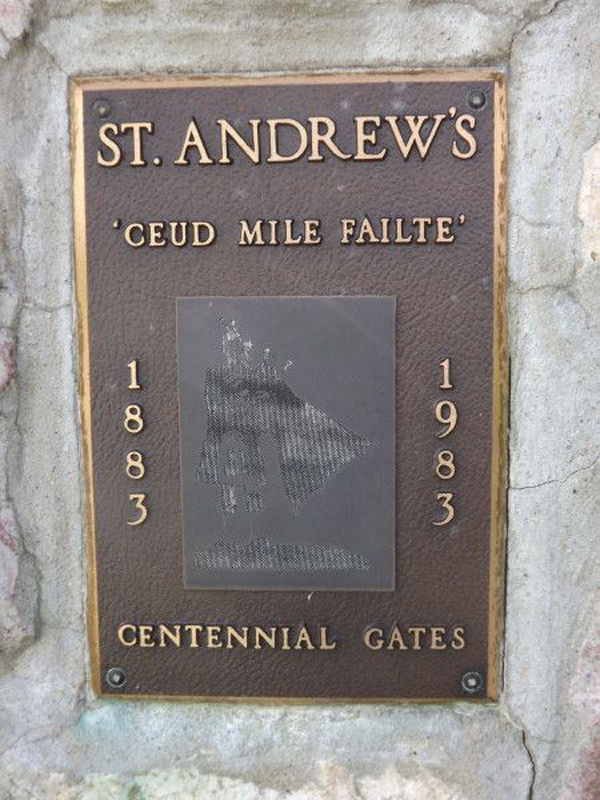 ST. ANDREW'S
'CEUD MILE FAILTE'
1883
1983
CENTENNIAL GATES